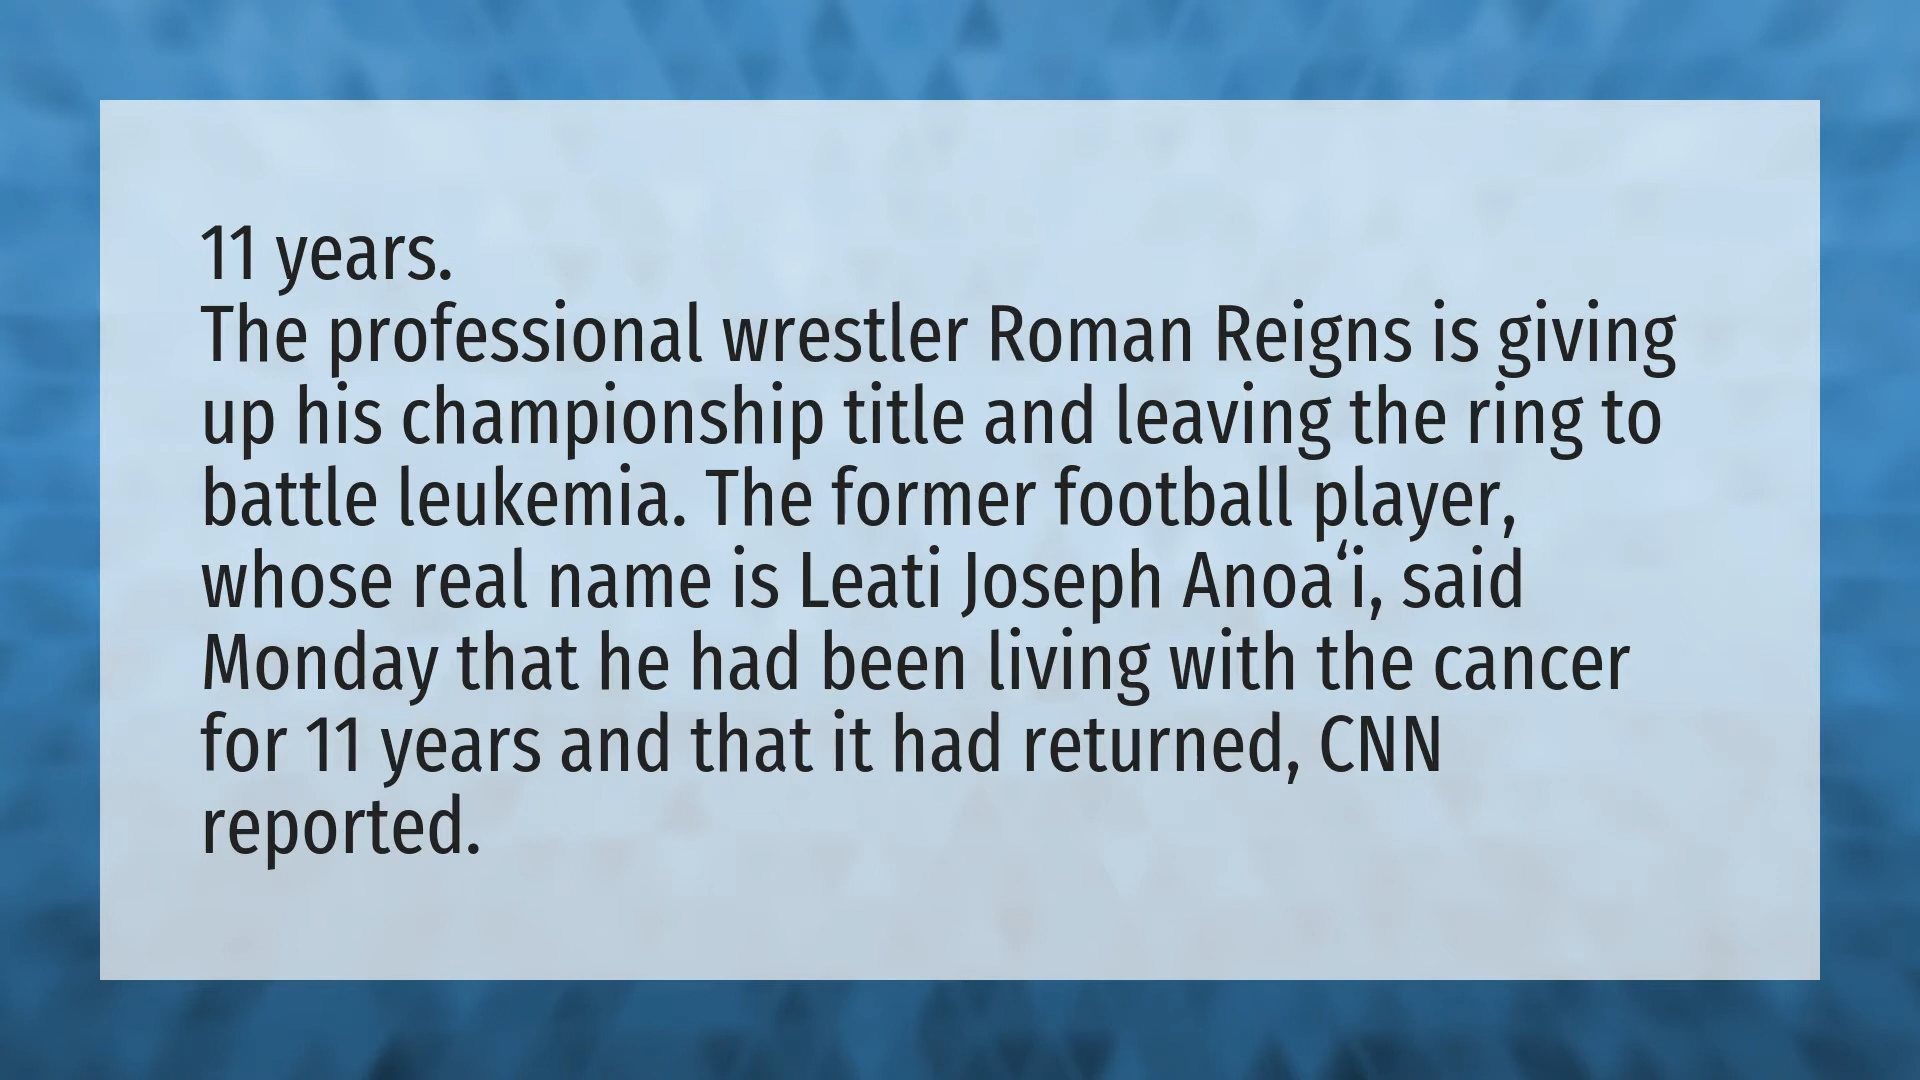 11 years.
The professional wrestler Roman Reigns is giving
up his championship title and leaving the ring to
battle leukemia. The former football player,
whose real name is Leati Joseph Anoaʻi, said
Monday that he had been living with the cancer
for 11 years and that it had returned, CNN
reported.